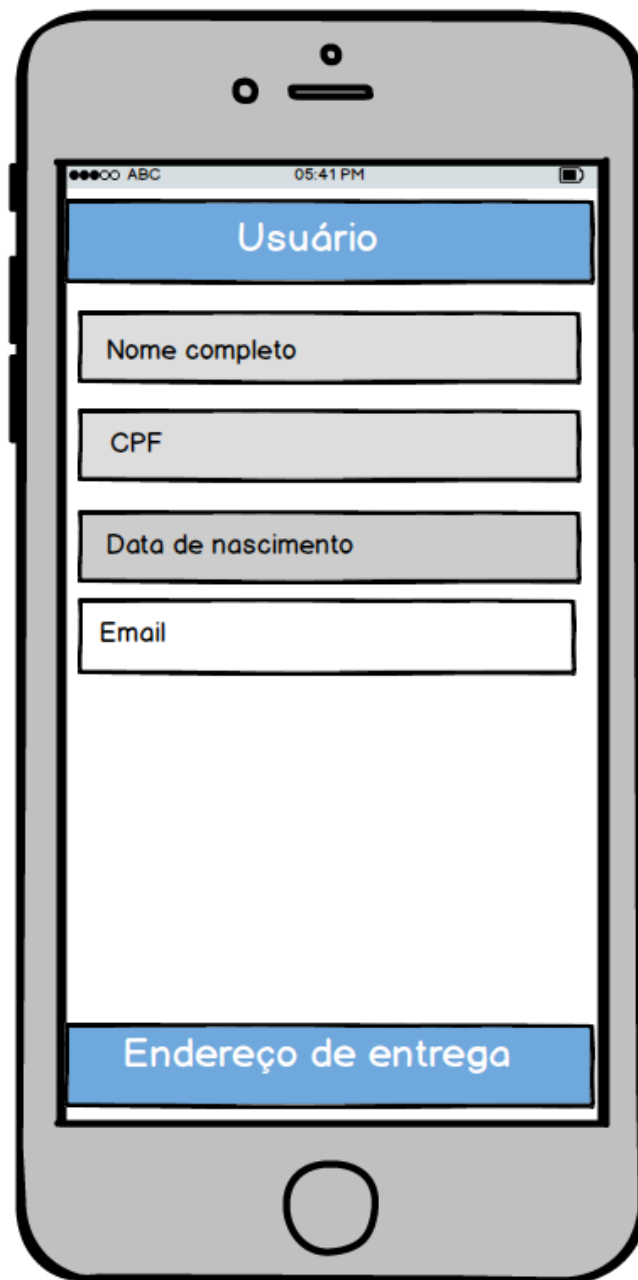 ABC 05:41 PM
Usuário
Nome completo
CPF
Data de nascimento
Email
Endereço de entrega